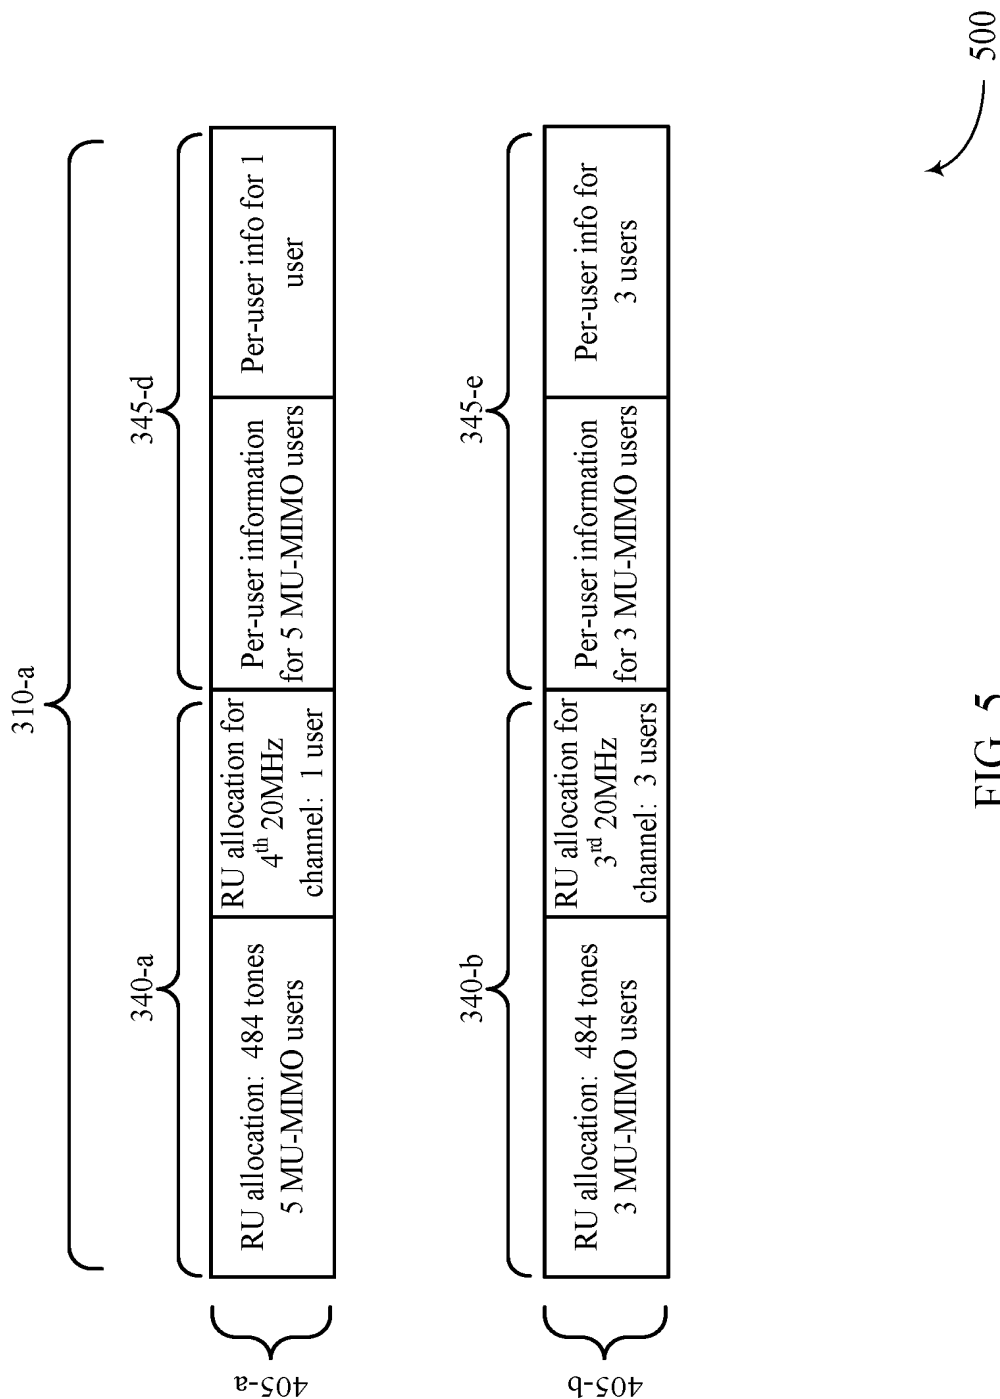 310-a
340-a
345-d
405-a
RU allocation: 484 tones
5 MU-MIMO users
RU allocation for
4th 20MHz
channel: 1 user
Per-user information
for 5 MU-MIMO users
Per-user info for 1
user
340-b
345-e
405-b
RU allocation: 484 tones
3 MU-MIMO users
RU allocation for
3rd 20MHz
channel: 3 users
Per-user information
for 3 MU-MIMO users
Per-user info for
3 users
500
FIG. 5